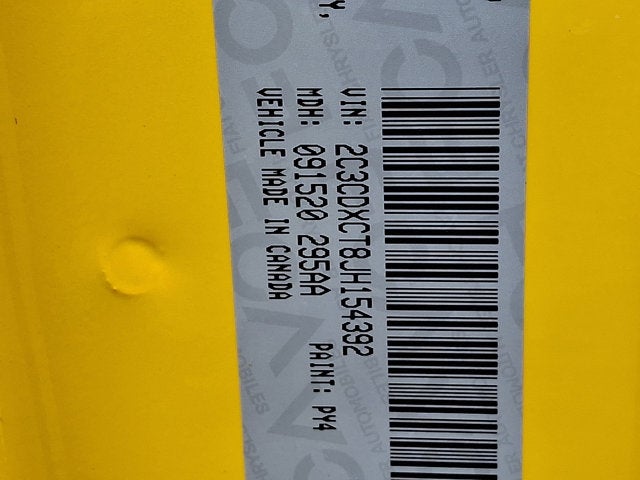 VIN: 2C3CDXCT8JH154392
MDH: 091520 295AA PAINT: PY4
VEHICLE MADE IN CANADA